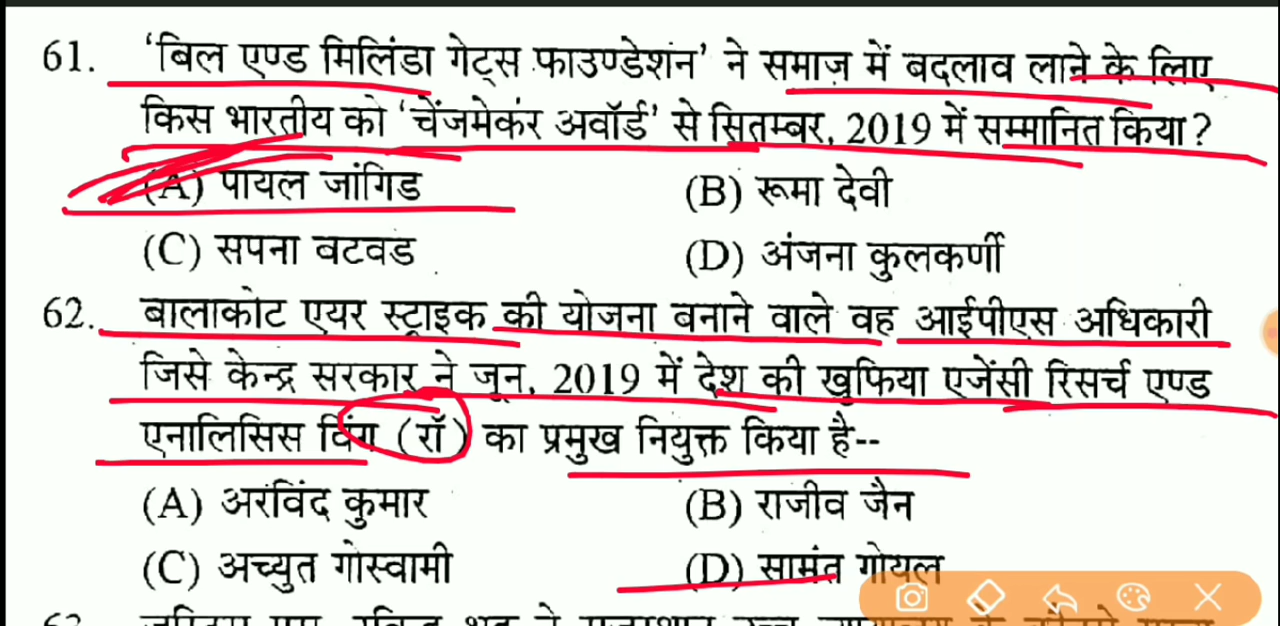 61. 'बिल एण्ड मिलिंडा गेट्स फाउण्डेशन' ने समाज में बदलाव लाने के लिए
किस भारतीय को 'चेंजमेकर अवॉर्ड' से सितम्बर, 2019 में सम्मानित किया?
(A) पायल जांगिड (B) रूमा देवी
(C) सपना वटवड (D) अंजना कुलकर्णी
62. बालाकोट एयर स्ट्राइक की योजना बनाने वाले वह आईपीएस अधिकारी
जिसे केन्द्र सरकार ने जून, 2019 में देश की खुफिया एजेंसी रिसर्च एण्ड
एनालिसिस विंग (रॉ) का प्रमुख नियुक्त किया है--
(A) अरविंद कुमार (B) राजीव जैन
(C) अच्युत गोस्वामी (D) सामंत गोयल